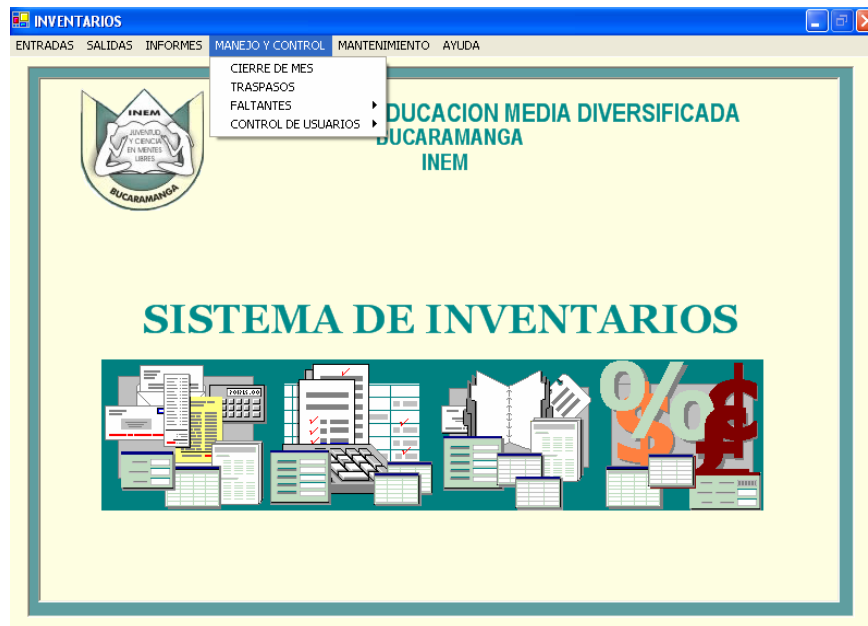 INVENTARIOS
ENTRADAS SALIDAS INFORMES MANEJO Y CONTROL MANTENIMIENTO AYUDA
CIERRE DE MES
TRASPASOS
FALTANTES
CONTROL DE USUARIOS
INEM
JUVENTUD
Y CIENCIA
EN MENTES
LIBRES
BUCARAMANGA
DUCACION MEDIA DIVERSIFICADA
BUCARAMANGA
INEM
SISTEMA DE INVENTARIOS
%